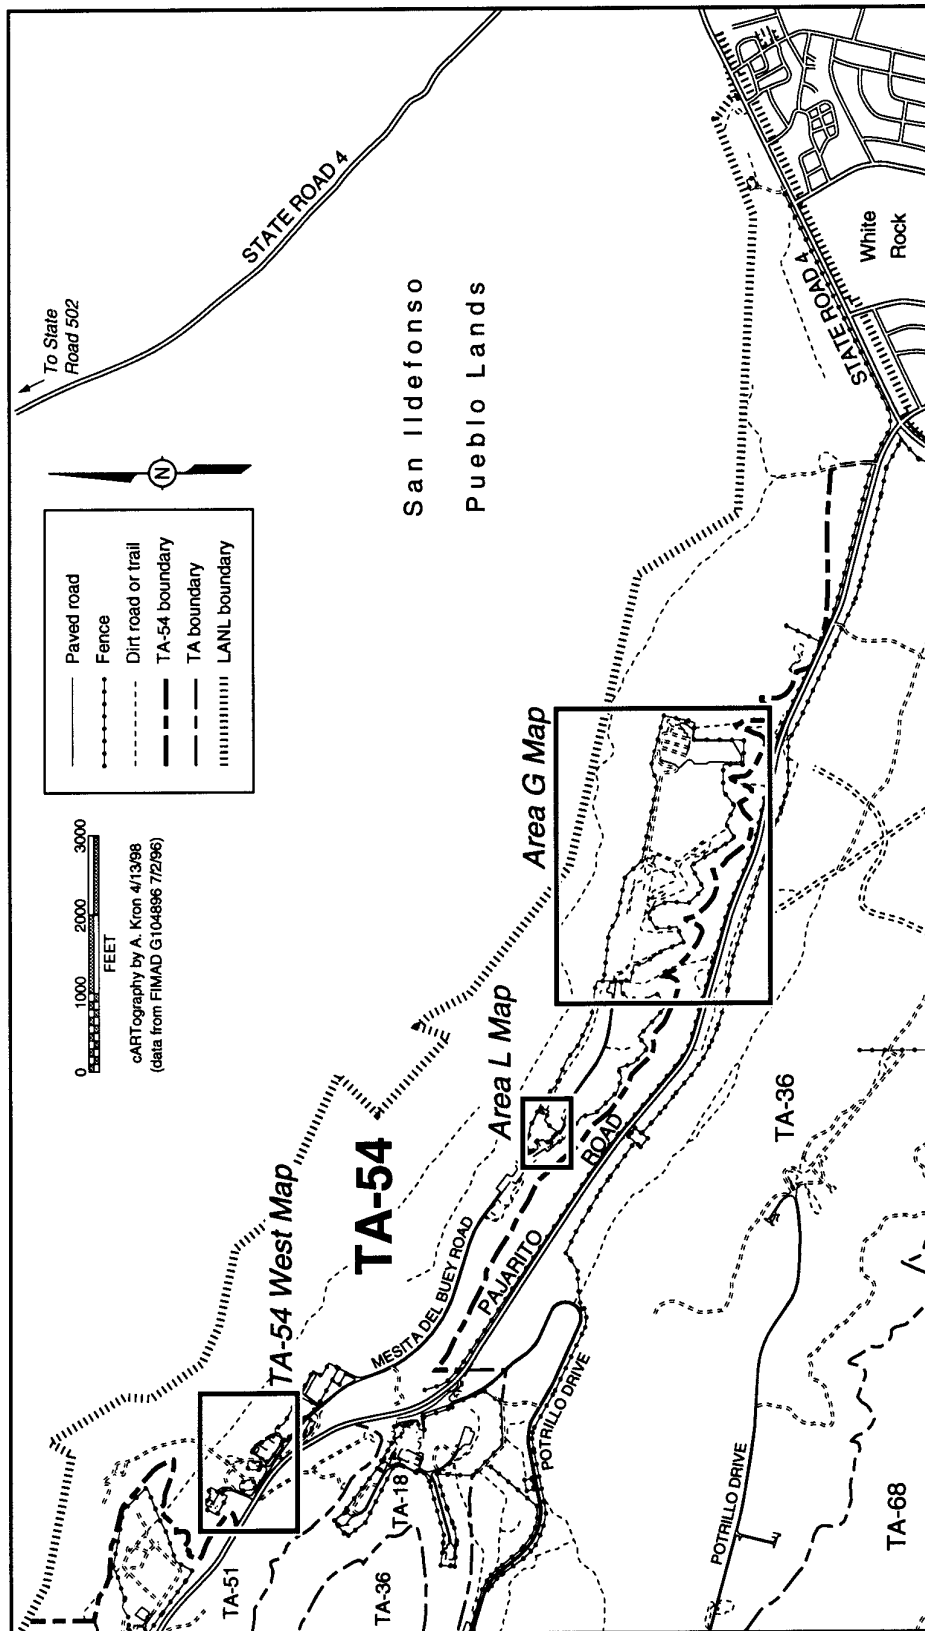 To State
Road 502
STATE ROAD 4
San Ildefonso
Pueblo Lands
N
Paved road
Fence
Dirt road or trail
TA-54 boundary
TA boundary
LANL boundary
0 1000 2000 3000
FEET
cARTography by A. Kron 4/13/98
(data from FIMAD G104896 7/2/96)
TA-54 West Map
TA-54
Area L Map
Area G Map
MESITA DEL BUEY ROAD
PAJARITO ROAD
STATE ROAD 4
White
Rock
TA-51
TA-18
TA-36
POTRILLO DRIVE
POTRILLO DRIVE
TA-36
TA-68